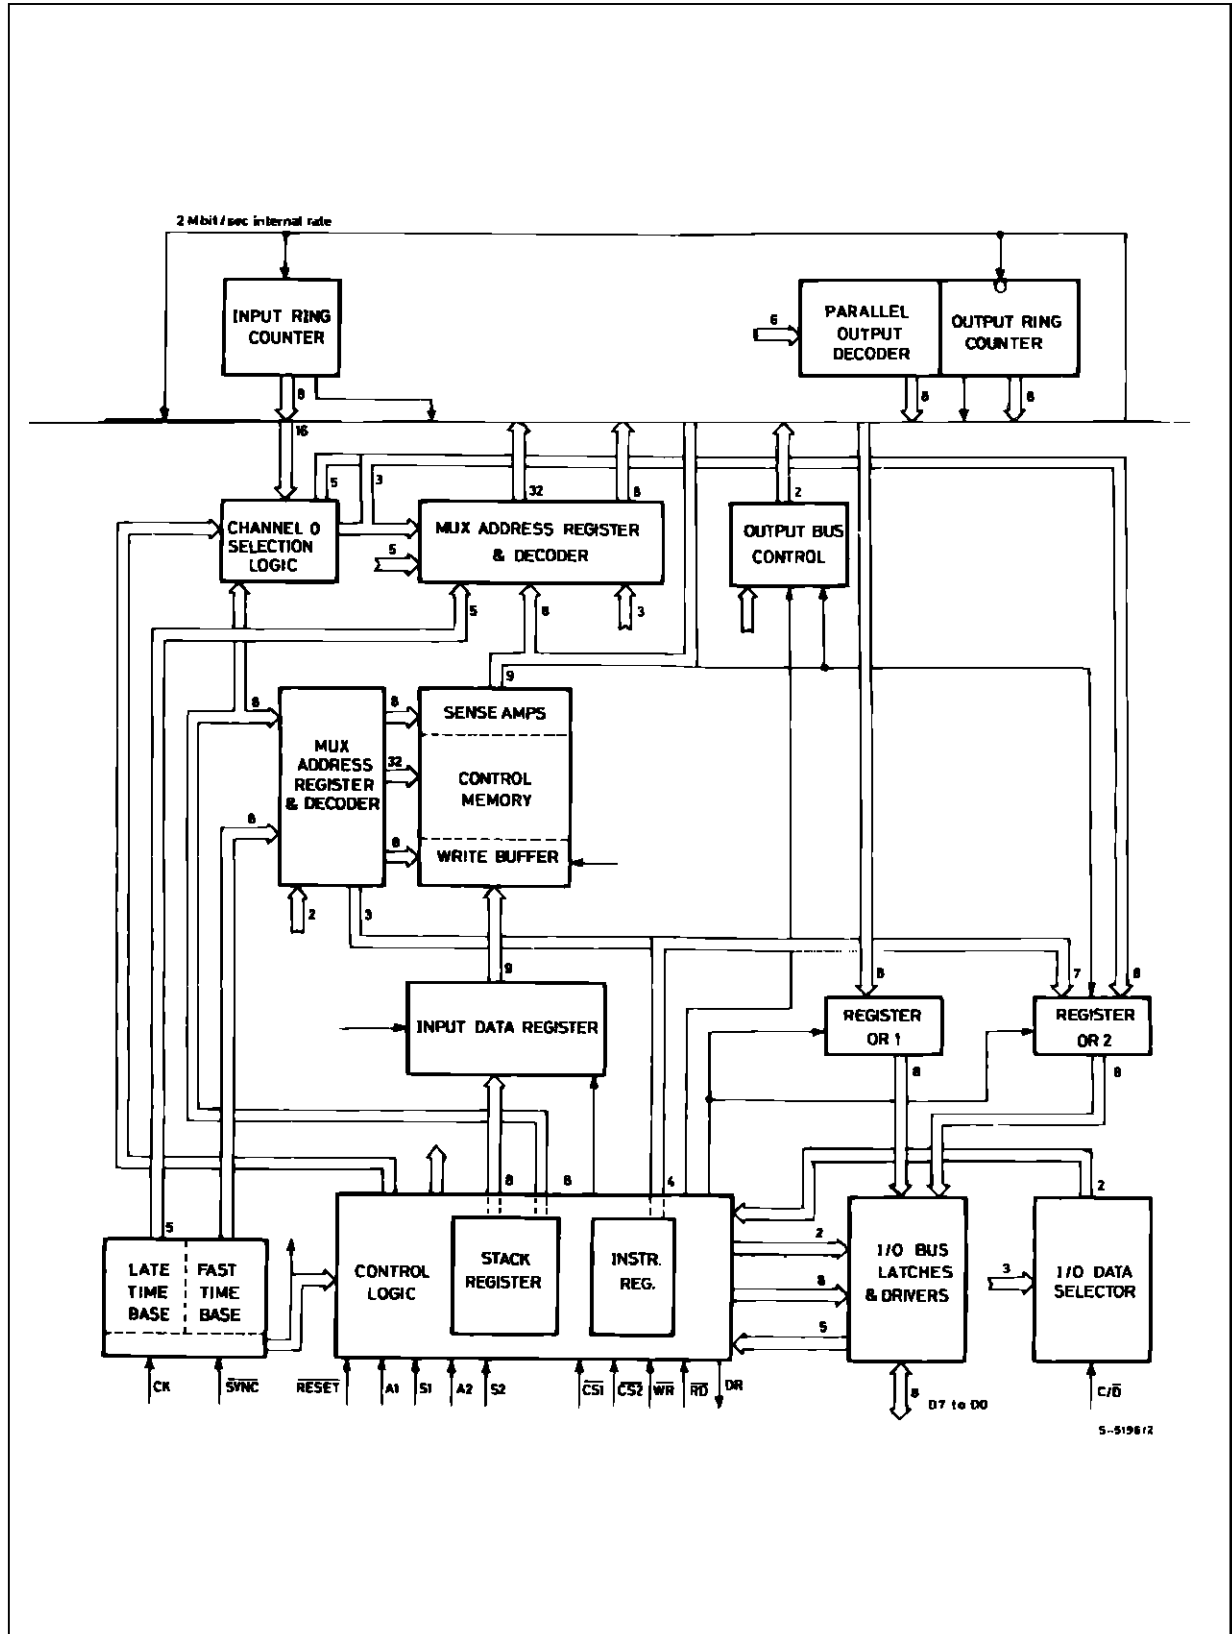 2 Mbit/sec internal rate
INPUT RING
COUNTER
6
PARALLEL
OUTPUT
DECODER
OUTPUT RING
COUNTER
8
8
8
16
5
3
32
8
2
CHANNEL 0
SELECTION
LOGIC
MUX ADDRESS REGISTER
& DECODER
5
OUTPUT BUS
CONTROL
5
8
3
9
8
8
SENSE AMPS
MUX
ADDRESS
REGISTER
& DECODER
32
CONTROL
MEMORY
8
8
WRITE BUFFER
2
3
9
8
7
8
INPUT DATA REGISTER
REGISTER
OR 1
REGISTER
OR 2
8
8
8
8
4
2
5
LATE
TIME
BASE
FAST
TIME
BASE
CONTROL
LOGIC
STACK
REGISTER
INSTR.
REG.
2
8
5
I/O BUS
LATCHES
& DRIVERS
3
I/O DATA
SELECTOR
CK
SYNC
RESET
A1
S1
A2
S2
CS1
CS2
WR
RD
DR
8
D7 to D0
C/D
S-5196/2